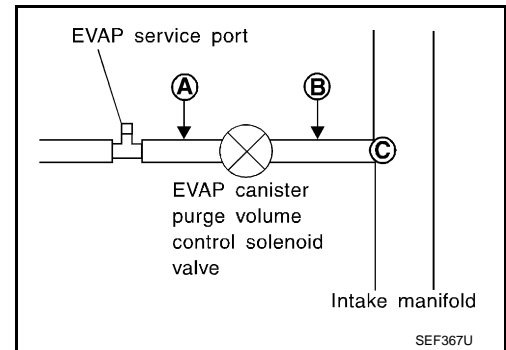 EVAP service port
A
B
C
EVAP canister
purge volume
control solenoid
valve
Intake manifold
SEF367U